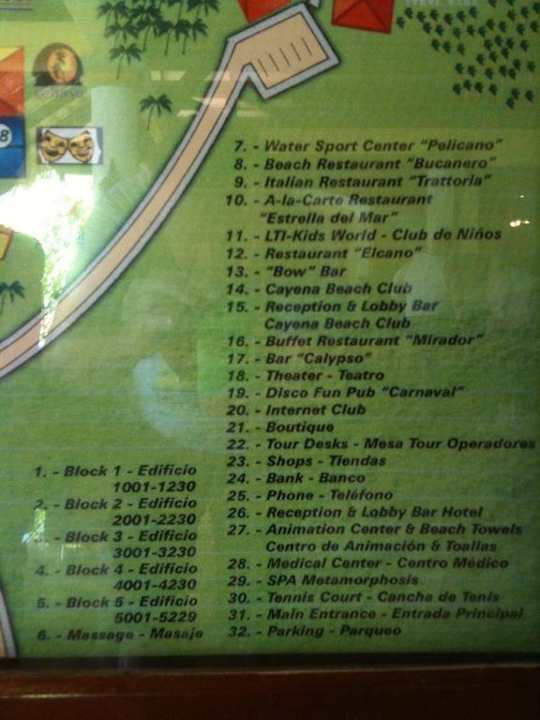 8
7. - Water Sport Center "Pelicano"
8. - Beach Restaurant "Bucanero"
9. - Italian Restaurant "Trattoria"
10. - A-la-Carte Restaurant
"Estrella del Mar"
11. - LTI-Kids World - Club de Niños
12. - Restaurant "Elcano"
13. - "Bow" Bar
14. - Cayena Beach Club
15. - Reception & Lobby Bar
Cayena Beach Club
16. - Buffet Restaurant "Mirador"
17. - Bar "Calypso"
18. - Theater - Teatro
19. - Disco Fun Pub "Carnaval"
20. - Internet Club
21. - Boutique
22. - Tour Desks - Mesa Tour Operadores
23. - Shops - Tiendas
24. - Bank - Banco
25. - Phone - Teléfono
26. - Reception & Lobby Bar Hotel
27. - Animation Center & Beach Towels
Centro de Animación & Toallas
28. - Medical Center - Centro Médico
29. - SPA Metamorphosis
30. - Tennis Court - Cancha de Tenis
31. - Main Entrance - Entrada Principal
32. - Parking - Parqueo
1. - Block 1 - Edificio
1001-1230
2. - Block 2 - Edificio
2001-2230
3. - Block 3 - Edificio
3001-3230
4. - Block 4 - Edificio
4001-4230
5. - Block 5 - Edificio
5001-5229
6. - Message - Masaje